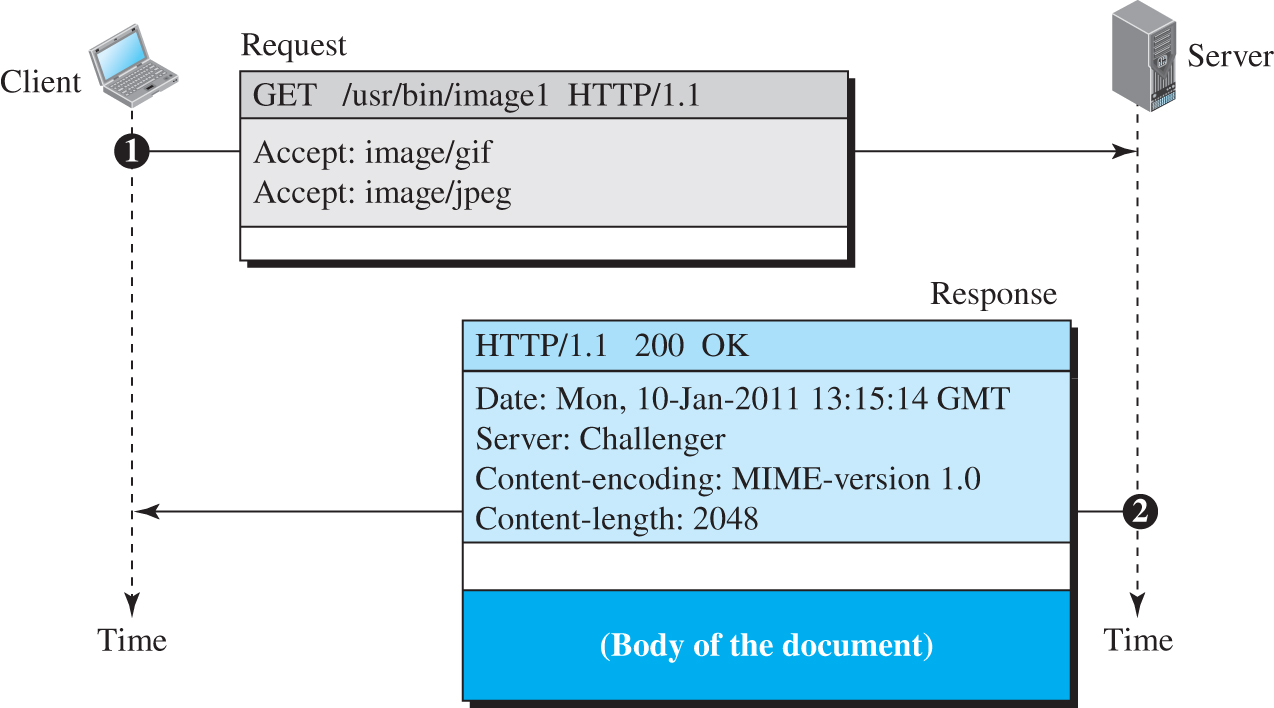 Request
Client
Server
GET /usr/bin/image1 HTTP/1.1
1
Accept: image/gif
Accept: image/jpeg
Response
HTTP/1.1 200 OK
Date: Mon, 10-Jan-2011 13:15:14 GMT
Server: Challenger
Content-encoding: MIME-version 1.0
Content-length: 2048
2
Time
Time
(Body of the document)